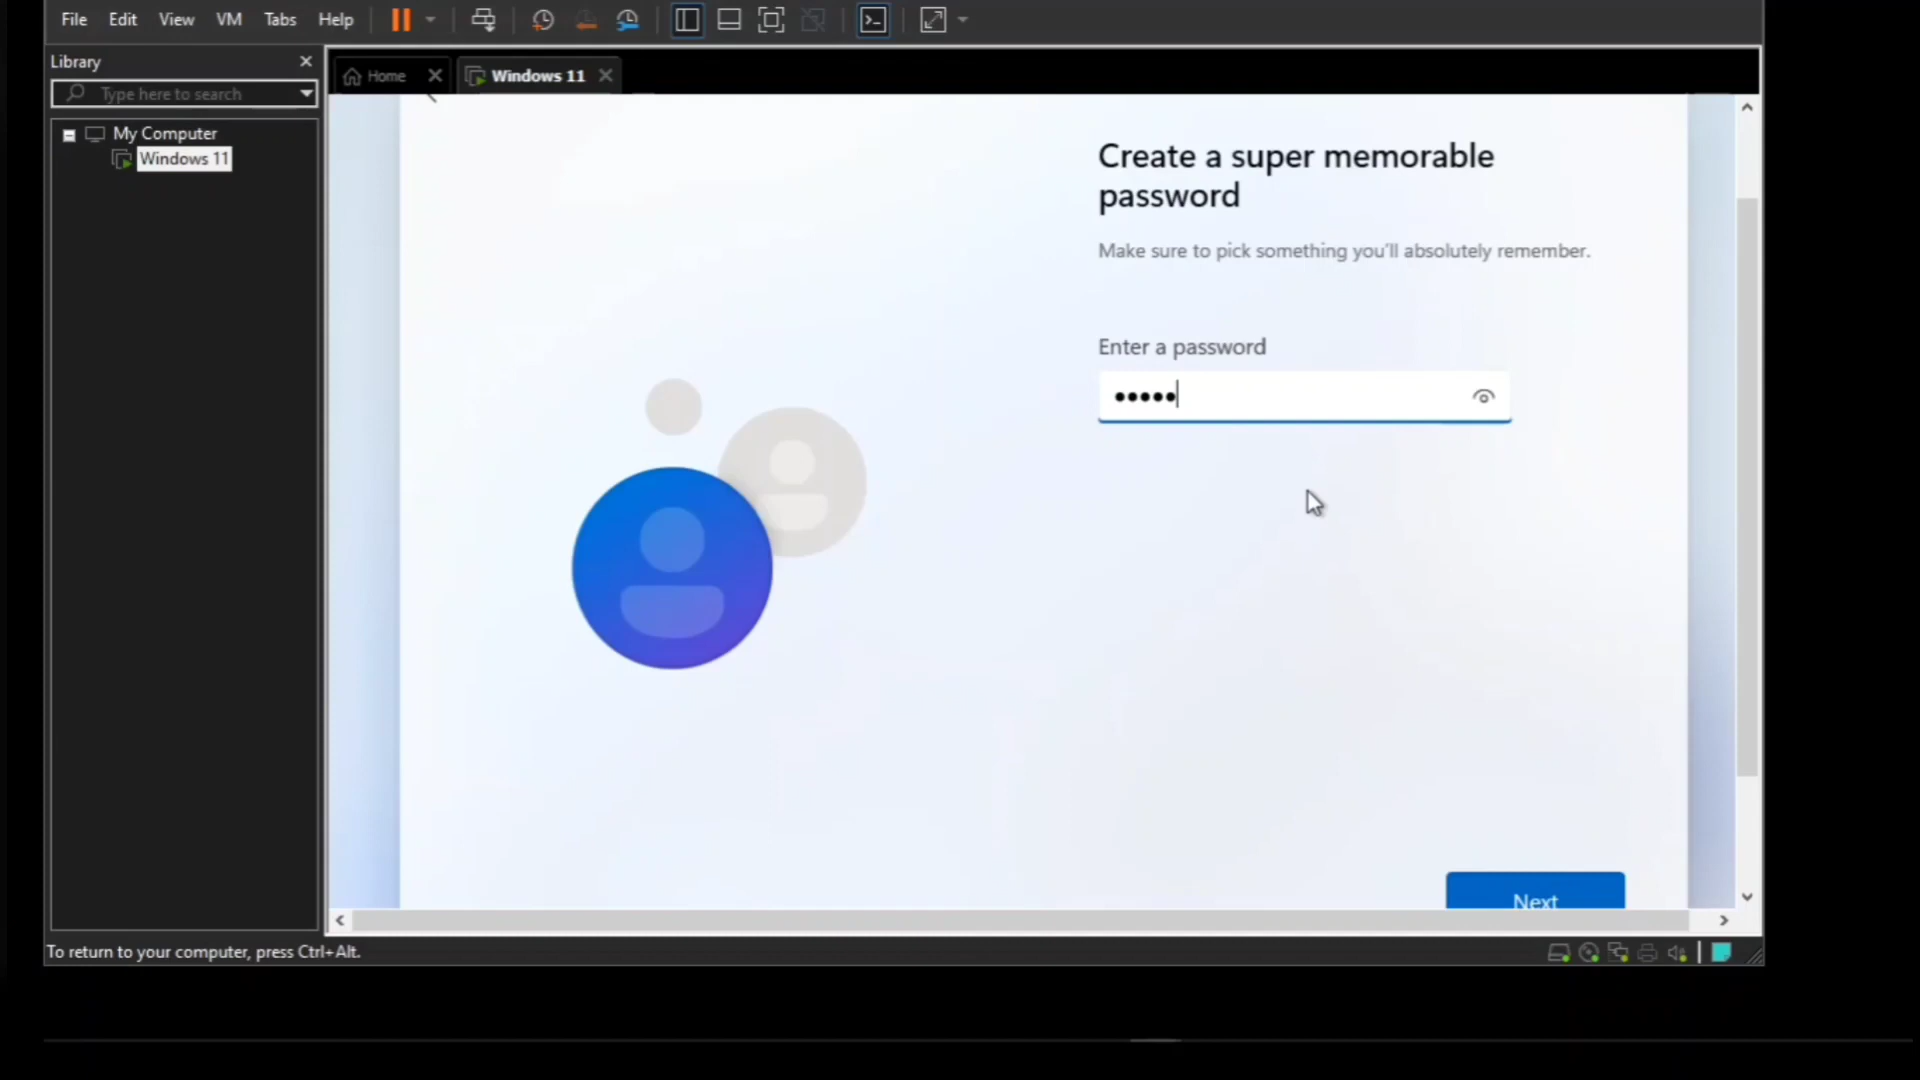 File Edit View VM Tabs Help
Library
Type here to search
My Computer
Windows 11
Home
Windows 11
Create a super memorable
password
Make sure to pick something you'll absolutely remember.
Enter a password
•••••
Next
To return to your computer, press Ctrl+Alt.